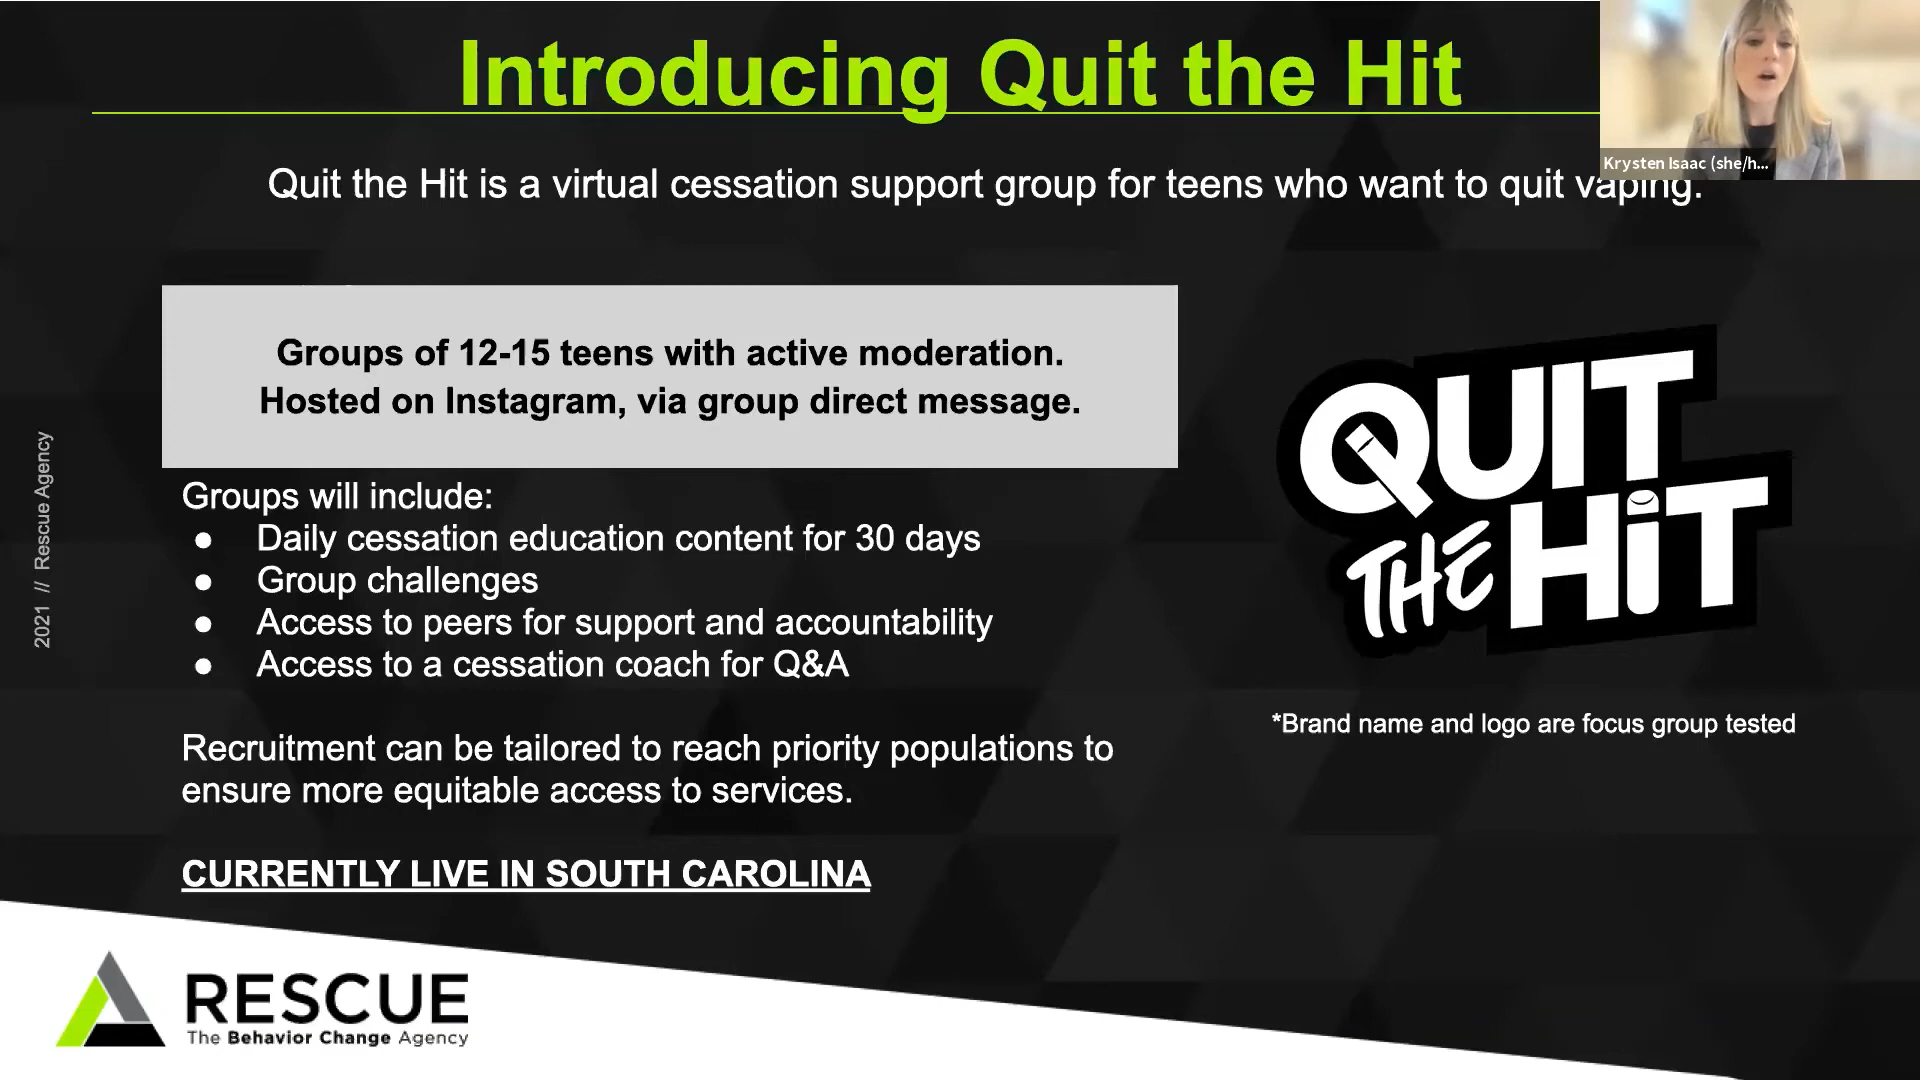 Introducing Quit the Hit
Krysten Isaac (she/h...
Quit the Hit is a virtual cessation support group for teens who want to quit vaping.
Groups of 12-15 teens with active moderation.
Hosted on Instagram, via group direct message.
Groups will include:
● Daily cessation education content for 30 days
● Group challenges
● Access to peers for support and accountability
● Access to a cessation coach for Q&A
Recruitment can be tailored to reach priority populations to
ensure more equitable access to services.
CURRENTLY LIVE IN SOUTH CAROLINA
QUIT
THE HiT
*Brand name and logo are focus group tested
2021 // Rescue Agency
RESCUE
The Behavior Change Agency